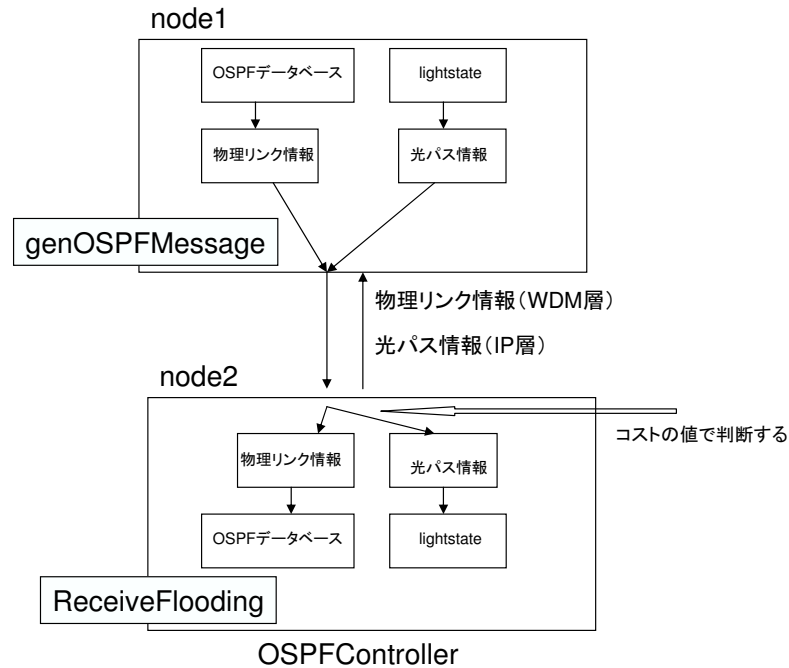 node1
OSPFデータベース
lightstate
物理リンク情報
光パス情報
genOSPFMessage
物理リンク情報（WDM層）
光パス情報（IP層）
node2
コストの値で判断する
物理リンク情報
光パス情報
OSPFデータベース
lightstate
ReceiveFlooding
OSPFController